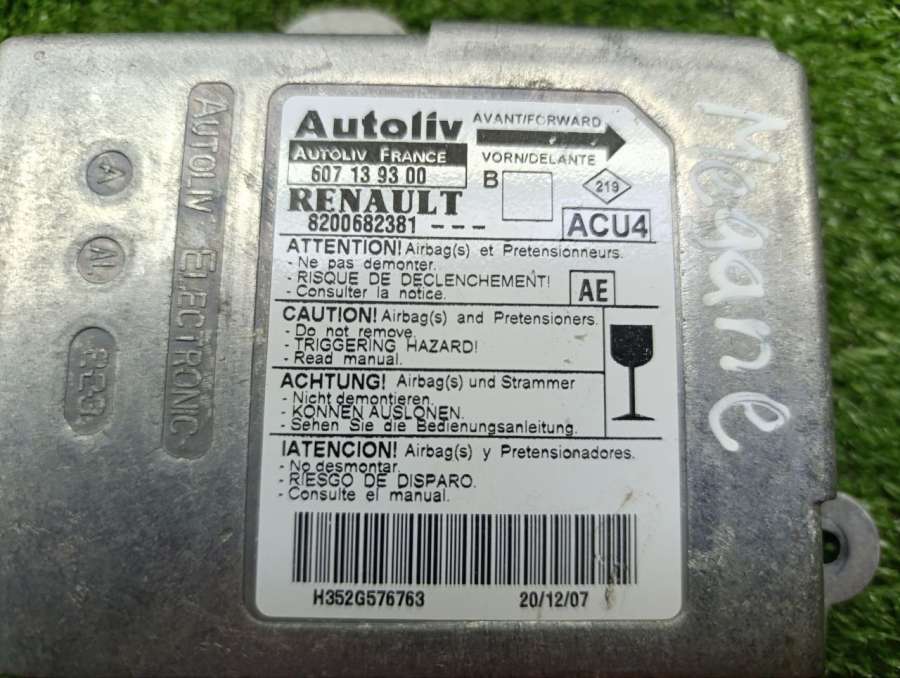 AUTOLIV ELECTRONIC
A
Al
Autoliv
AVANT/FORWARD
AUTOLIV FRANCE
VORN/DELANTE
607 13 93 00
B
219
RENAULT
8200682381 - - -
ACU4
ATTENTION! Airbag(s) et Pretensionneurs.
- Ne pas demonter.
- RISQUE DE DECLENCHEMENT!
- Consulter la notice.
AE
CAUTION! Airbag(s) and Pretensioners.
- Do not remove.
- TRIGGERING HAZARD!
- Read manual.
ACHTUNG! Airbag(s) und Strammer
- Nicht demontieren.
- KONNEN AUSLONEN.
- Sehen Sie die Bedienungsanleitung.
!ATENCION! Airbag(s) y Pretensionadores.
- No desmontar.
- RIESGO DE DISPARO.
- Consulte el manual.
H352G576763
20/12/07
Megane